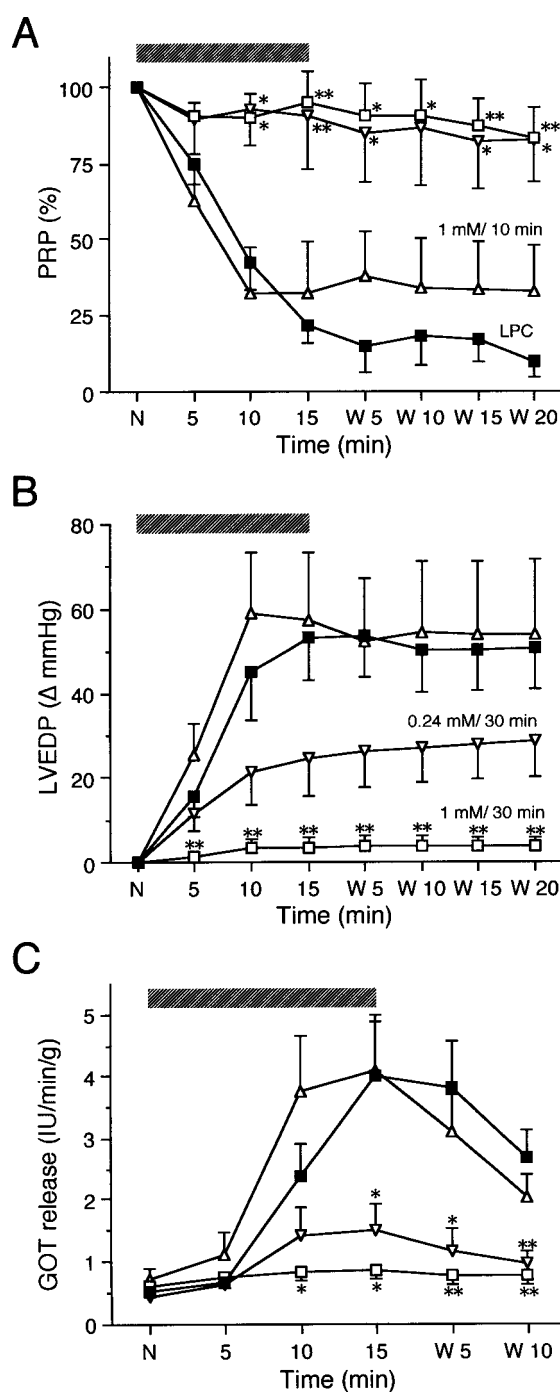 A
100
75
50
25
0
PRP (%)
*
**
*
*
**
**
*
**
*
*
*
1 mM/ 10 min
LPC
N 5 10 15 W 5 W 10 W 15 W 20
Time (min)
B
80
60
40
20
0
LVEDP (Δ mmHg)
0.24 mM/ 30 min
1 mM/ 30 min
** ** ** ** ** ** **
N 5 10 15 W 5 W 10 W 15 W 20
Time (min)
C
5
4
3
2
1
0
GOT release (IU/min/g)
* * **
* * ** **
N 5 10 15 W 5 W 10
Time (min)